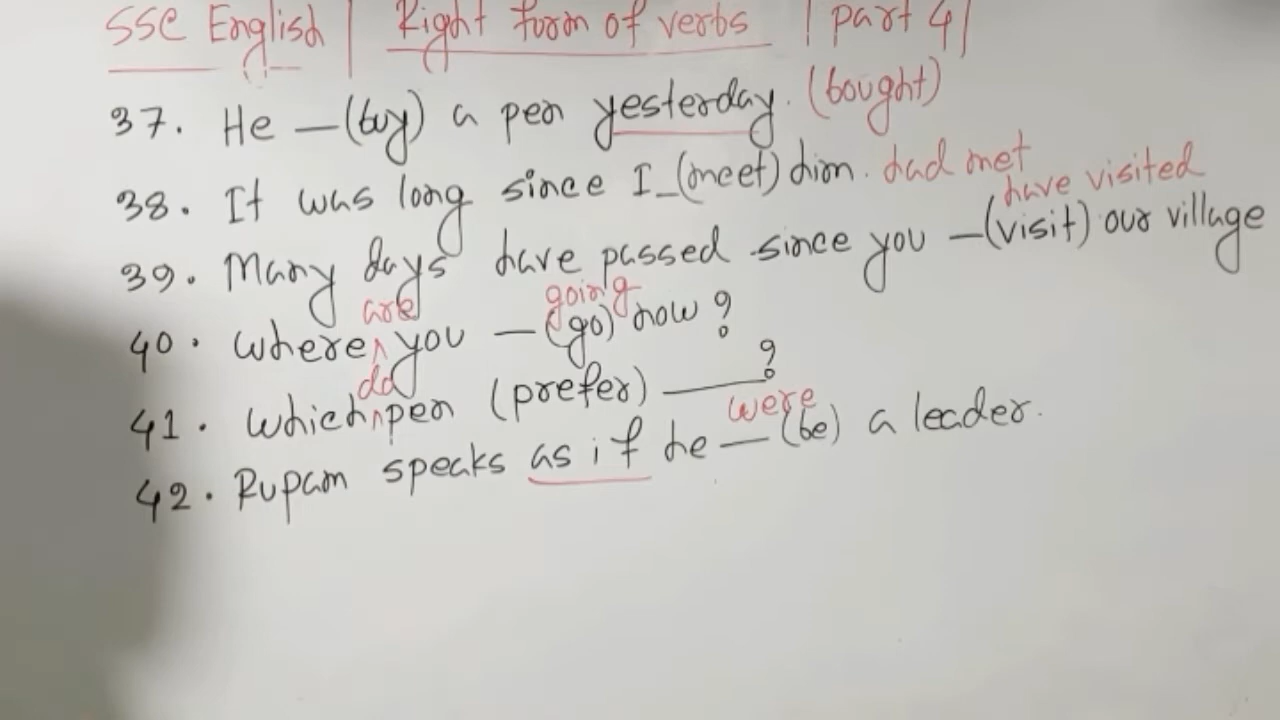 SSC English | Right form of verbs | part 4 |
37. He —(buy) a pen yesterday. (bought)
38. It was long since I_(meet) him. had met
have visited
39. Many days have passed since you —(visit) our village
are going
40. Where ^ you — (go) now ?
do
41. Which ^ pen (prefer) ——— ?
were
42. Rupam speaks as if he — (be) a leader.